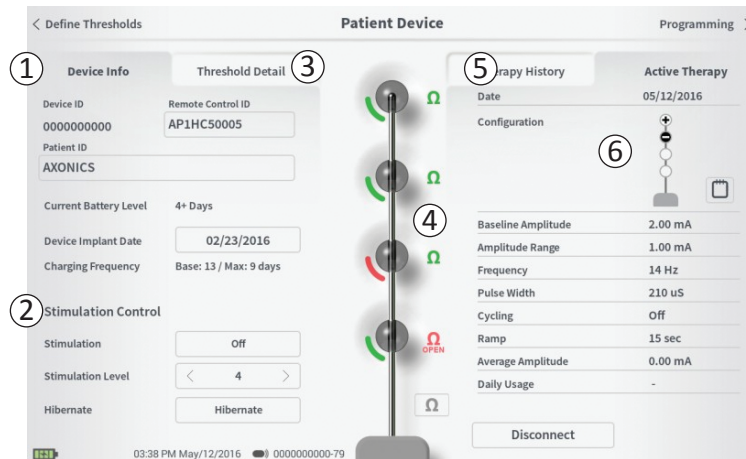 Define Thresholds
Patient Device
Programming
1
Device Info
Threshold Detail
3
5
erapy History
Active Therapy
Device ID
Remote Control ID
0000000000
AP1HC50005
Patient ID
AXONICS
Current Battery Level
4+ Days
Device Implant Date
02/23/2016
Charging Frequency
Base: 13 / Max: 9 days
2
Stimulation Control
Stimulation
Off
Stimulation Level
4
Hibernate
Hibernate
03:38 PM May/12/2016
0000000000-79
Ω
Ω
4
Ω
Ω
OPEN
Ω
Date
05/12/2016
Configuration
6
Baseline Amplitude
2.00 mA
Amplitude Range
1.00 mA
Frequency
14 Hz
Pulse Width
210 uS
Cycling
Off
Ramp
15 sec
Average Amplitude
0.00 mA
Daily Usage
-
Disconnect